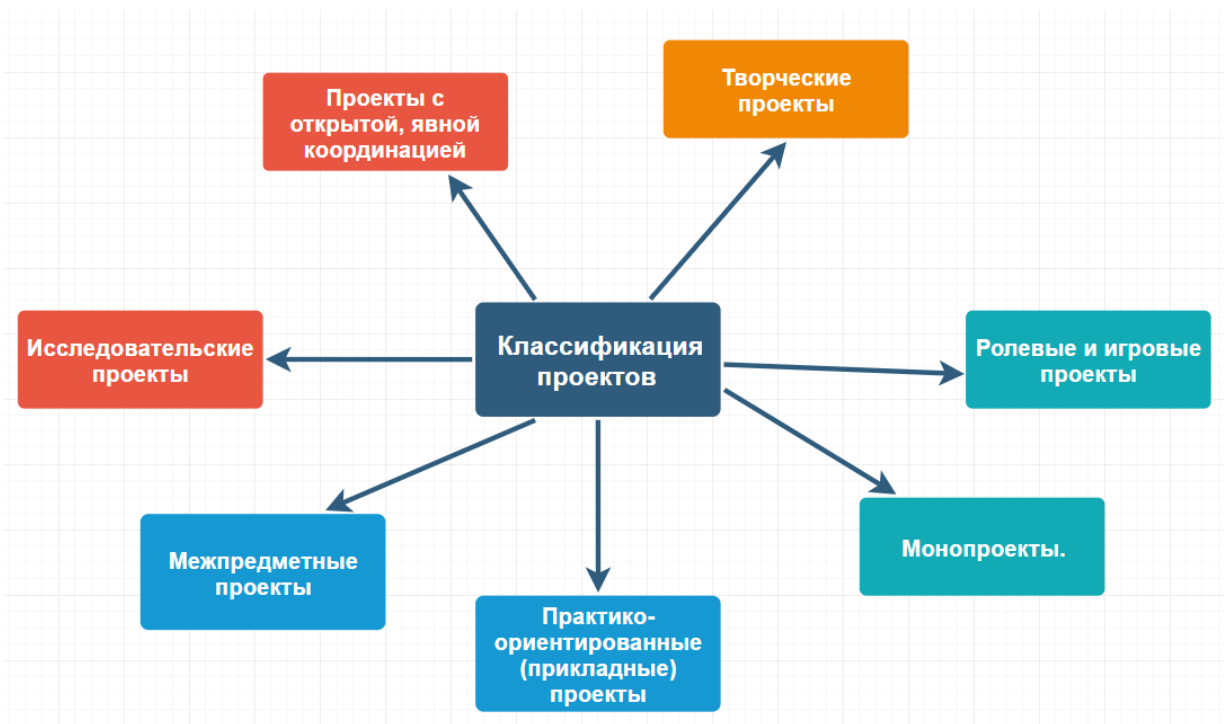 Творческие
проекты
Проекты с
открытой, явной
координацией
Классификация
проектов
Исследовательские
проекты
Ролевые и игровые
проекты
Межпредметные
проекты
Монопроекты.
Практико-
ориентированные
(прикладные)
проекты